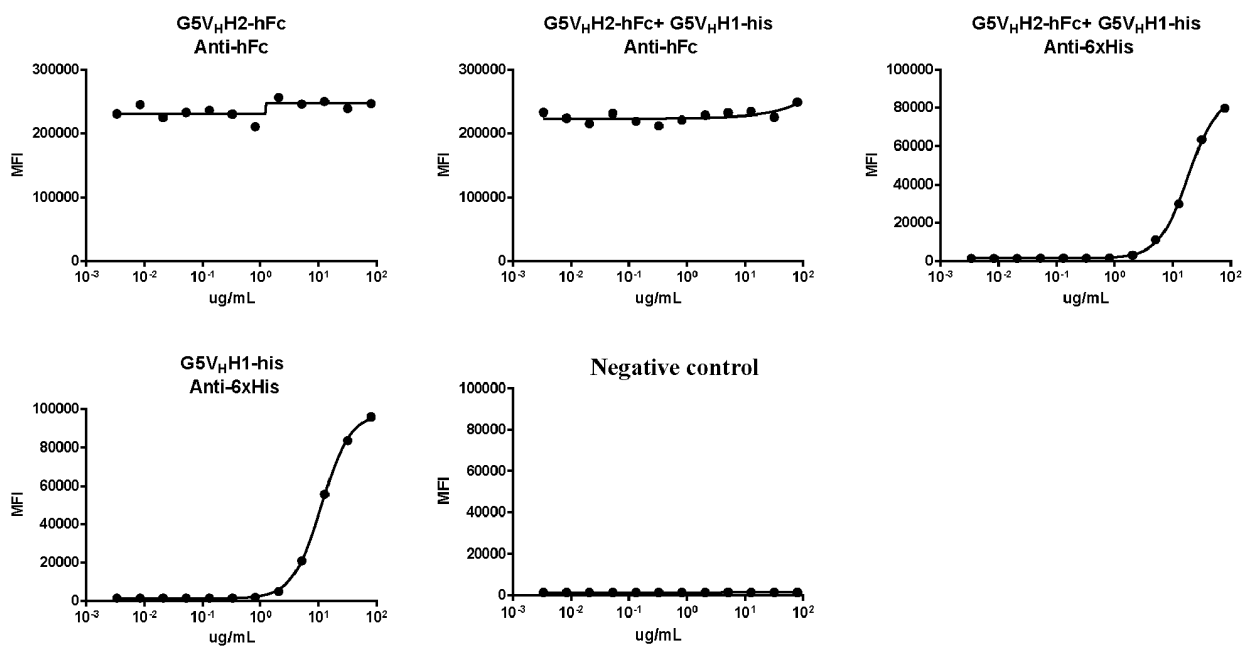 G5VHH2-hFc
Anti-hFc
300000
200000
100000
0
MFI
10-3
10-2
10-1
100
101
102
ug/mL
G5VHH2-hFc+ G5VHH1-his
Anti-hFc
300000
200000
100000
0
MFI
10-3
10-2
10-1
100
101
102
ug/mL
G5VHH2-hFc+ G5VHH1-his
Anti-6xHis
100000
80000
60000
40000
20000
0
MFI
10-3
10-2
10-1
100
101
102
ug/mL
G5VHH1-his
Anti-6xHis
100000
80000
60000
40000
20000
0
MFI
10-3
10-2
10-1
100
101
102
ug/mL
Negative control
100000
80000
60000
40000
20000
0
MFI
10-3
10-2
10-1
100
101
102
ug/mL